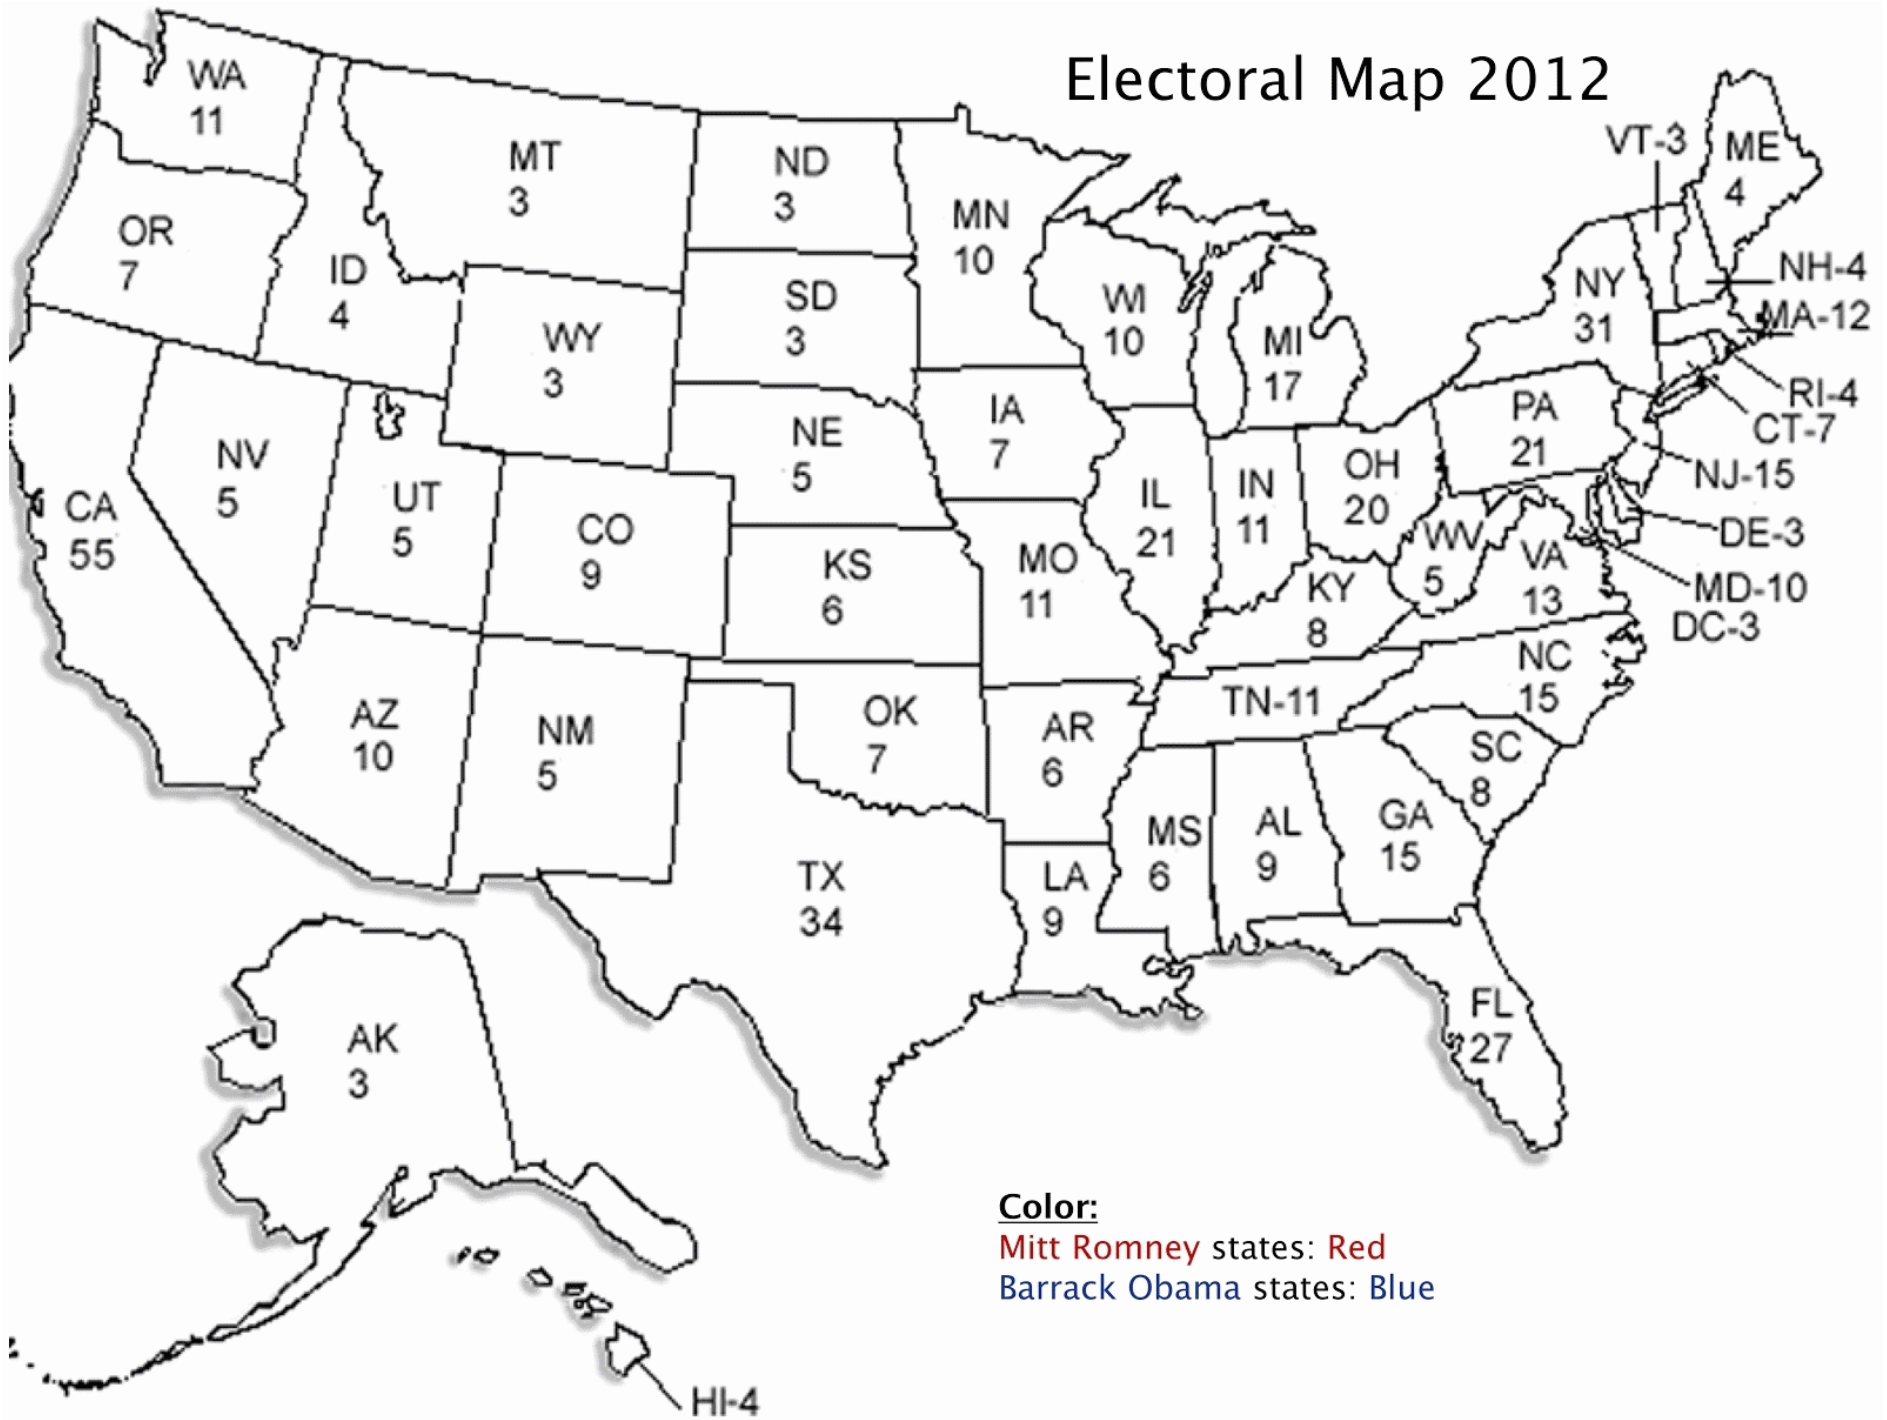 Electoral Map 2012
WA
11
OR
7
ID
4
MT
3
ND
3
MN
10
VT-3
ME
4
NH-4
MA-12
NY
31
RI-4
CT-7
NJ-15
DE-3
MD-10
DC-3
WY
3
SD
3
WI
10
MI
17
PA
21
CA
55
NV
5
UT
5
CO
9
NE
5
IA
7
IL
21
IN
11
OH
20
WV
5
VA
13
KS
6
MO
11
KY
8
NC
15
AZ
10
NM
5
OK
7
AR
6
TN-11
SC
8
TX
34
LA
9
MS
6
AL
9
GA
15
FL
27
AK
3
HI-4
Color:
Mitt Romney states: Red
Barrack Obama states: Blue